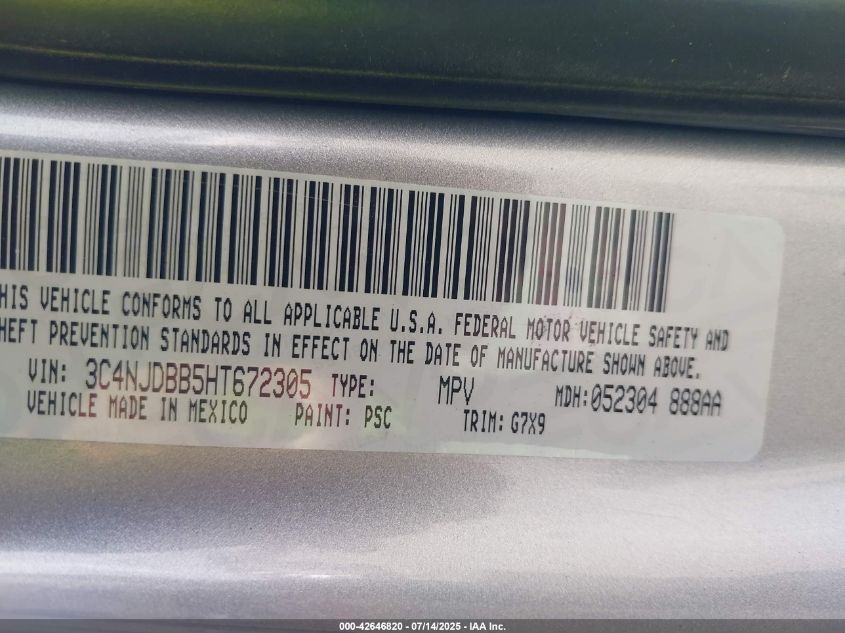 HIS VEHICLE CONFORMS TO ALL APPLICABLE U.S.A. FEDERAL MOTOR VEHICLE SAFETY AND
HEFT PREVENTION STANDARDS IN EFFECT ON THE DATE OF MANUFACTURE SHOWN ABOVE.
VIN: 3C4NJDBB5HT672305 TYPE: MPV MDH:052304 888AA
VEHICLE MADE IN MEXICO PAINT: PSC TRIM: G7X9
000-42646820 - 07/14/2025 - IAA Inc.